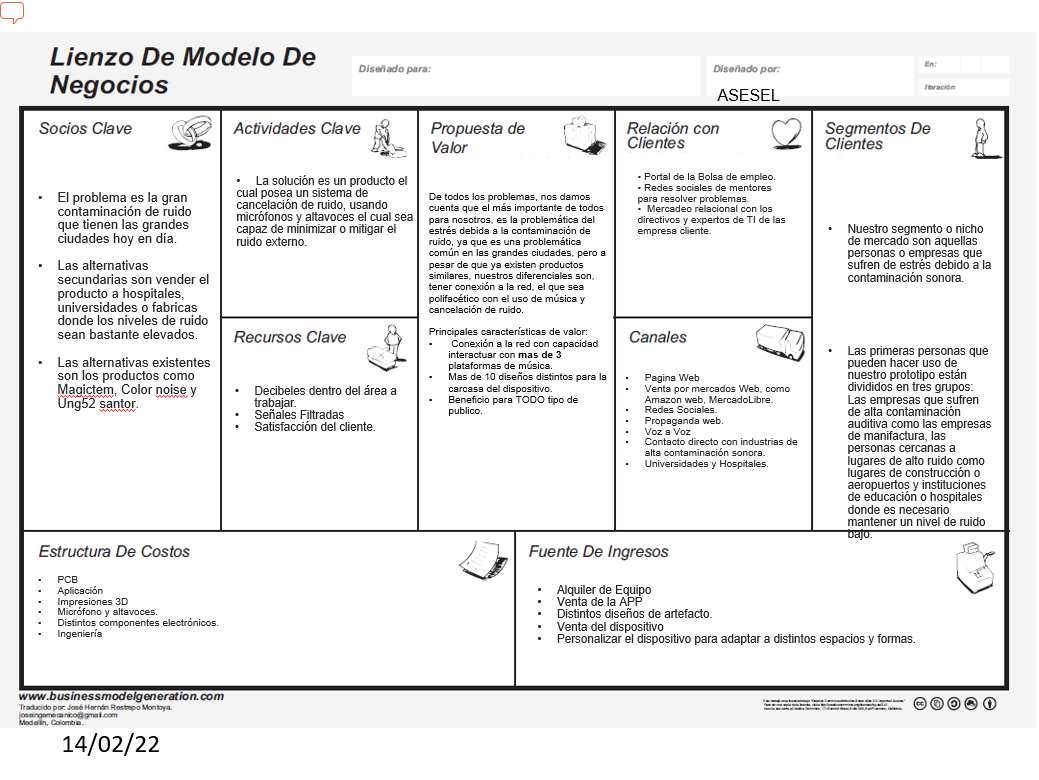 Lienzo De Modelo De
Negocios
Diseñado para:
Diseñado por:
ASESEL
En:
Iteración
Socios Clave
• El problema es la gran
contaminación de ruido
que tienen las grandes
ciudades hoy en día.
• Las alternativas
secundarias son vender el
producto a hospitales,
universidades o fabricas
donde los niveles de ruido
sean bastante elevados.
• Las alternativas existentes
son los productos como
Magictem, Color noise y
Ung52 santor.
Actividades Clave
• La solución es un producto el
cual posea un sistema de
cancelación de ruido, usando
micrófonos y altavoces el cual sea
capaz de minimizar o mitigar el
ruido externo.
Recursos Clave
• Decibeles dentro del área a
trabajar.
• Señales Filtradas
• Satisfacción del cliente.
Propuesta de
Valor
De todos los problemas, nos damos
cuenta que el más importante de todos
para nosotros, es la problemática del
estrés debido a la contaminación de
ruido, ya que es una problemática
común en las grandes ciudades, pero a
pesar de que ya existen productos
similares, nuestros diferenciales son,
tener conexión a la red, el que sea
polifacético con el uso de música y
cancelación de ruido.
Principales características de valor:
• Conexión a la red con capacidad
interactuar con mas de 3
plataformas de música.
• Mas de 10 diseños distintos para la
carcasa del dispositivo.
• Beneficio para TODO tipo de
publico.
Relación con
Clientes
• Portal de la Bolsa de empleo.
• Redes sociales de mentores
para resolver problemas.
• Mercadeo relacional con los
directivos y expertos de TI de las
empresa cliente.
Canales
• Pagina Web
• Venta por mercados Web, como
Amazon web, MercadoLibre.
• Redes Sociales.
• Propaganda web.
• Voz a Voz
• Contacto directo con industrias de
alta contaminación sonora.
• Universidades y Hospitales.
Segmentos De
Clientes
• Nuestro segmento o nicho
de mercado son aquellas
personas o empresas que
sufren de estrés debido a la
contaminación sonora.
• Las primeras personas que
pueden hacer uso de
nuestro prototipo están
divididos en tres grupos:
Las empresas que sufren
de alta contaminación
auditiva como las empresas
de manifactura, las
personas cercanas a
lugares de alto ruido como
lugares de construcción o
aeropuertos y instituciones
de educación o hospitales
donde es necesario
mantener un nivel de ruido
bajo.
Estructura De Costos
• PCB
• Aplicación
• Impresiones 3D
• Micrófono y altavoces.
• Distintos componentes electrónicos.
• Ingeniería
Fuente De Ingresos
• Alquiler de Equipo
• Venta de la APP
• Distintos diseños de artefacto.
• Venta del dispositivo
• Personalizar el dispositivo para adaptar a distintos espacios y formas.
www.businessmodelgeneration.com
Traducido por: José Hernán Restrepo Montoya.
joseingemecanico@gmail.com
Medellín, Colombia.
14/02/22